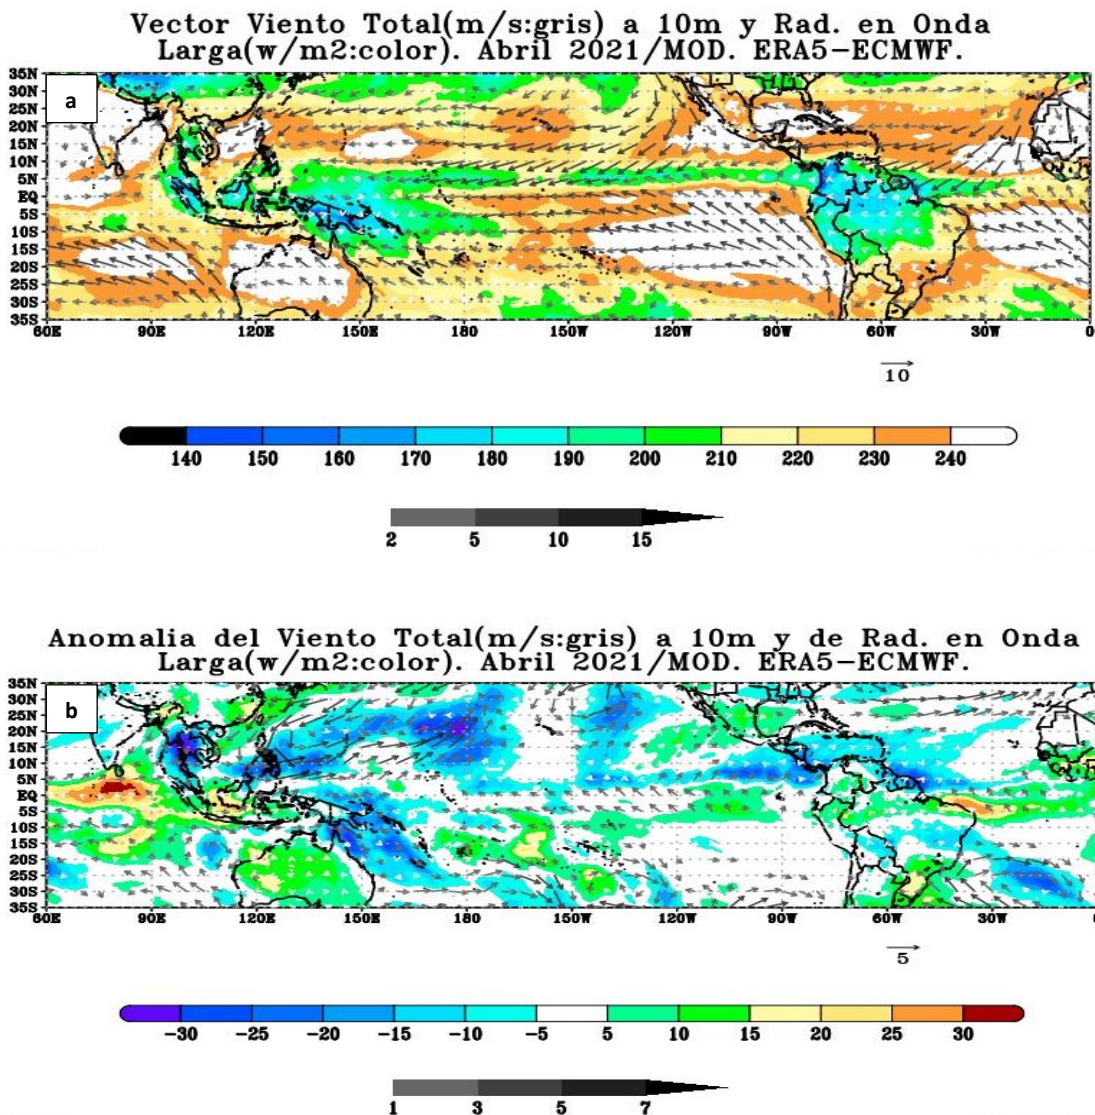 Vector Viento Total(m/s:gris) a 10m y Rad. en Onda
Larga(w/m2:color). Abril 2021/MOD. ERA5-ECMWF.
a
35N
30N
25N
20N
15N
10N
5N
EQ
5S
10S
15S
20S
25S
30S
35S
60E 90E 120E 150E 180 150W 120W 90W 60W 30W 0
10
140 150 160 170 180 190 200 210 220 230 240
2 5 10 15
Anomalia del Viento Total(m/s:gris) a 10m y de Rad. en Onda
Larga(w/m2:color). Abril 2021/MOD. ERA5-ECMWF.
b
35N
30N
25N
20N
15N
10N
5N
EQ
5S
10S
15S
20S
25S
30S
35S
60E 90E 120E 150E 180 150W 120W 90W 60W 30W
5
-30 -25 -20 -15 -10 -5 5 10 15 20 25 30
1 3 5 7